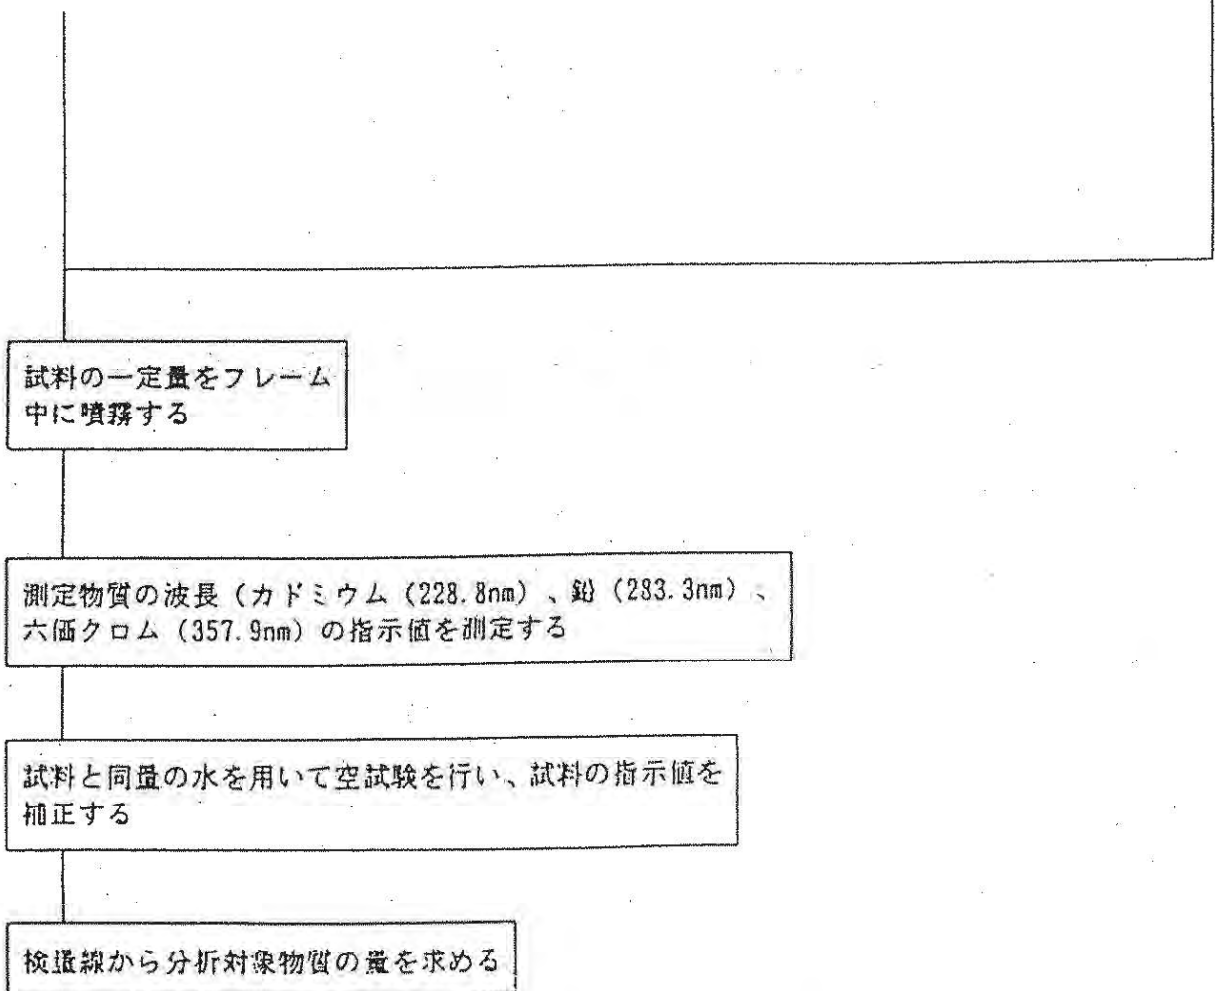 試料の一定量をフレーム
中に噴霧する
測定物質の波長（カドミウム（228.8nm）、鉛（283.3nm）、
六価クロム（357.9nm）の指示値を測定する
試料と同量の水を用いて空試験を行い、試料の指示値を
補正する
検量線から分析対象物質の量を求める